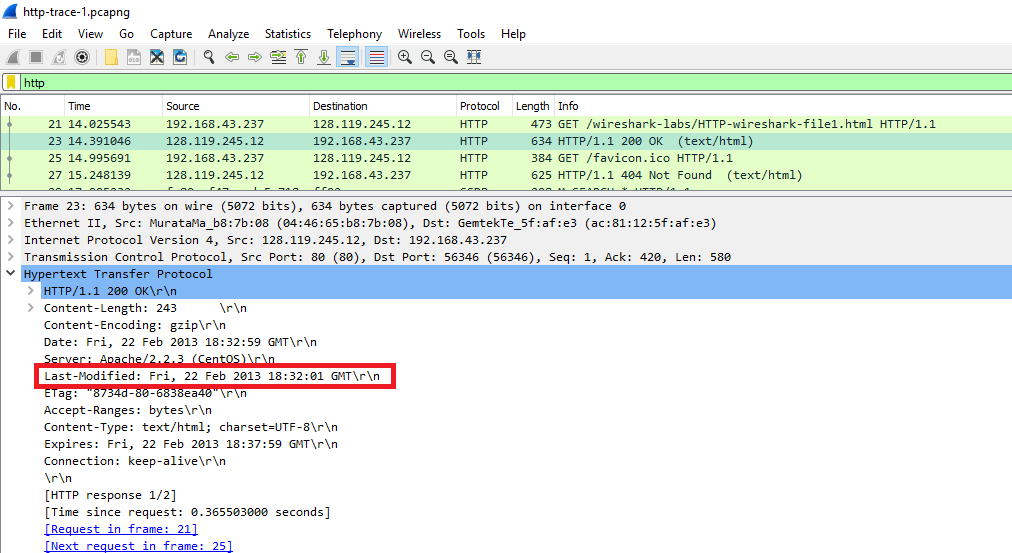 http-trace-1.pcapng
File Edit View Go Capture Analyze Statistics Telephony Wireless Tools Help
http
No. Time Source Destination Protocol Length Info
21 14.025543 192.168.43.237 128.119.245.12 HTTP 473 GET /wireshark-labs/HTTP-wireshark-file1.html HTTP/1.1
23 14.391046 128.119.245.12 192.168.43.237 HTTP 634 HTTP/1.1 200 OK (text/html)
25 14.995691 192.168.43.237 128.119.245.12 HTTP 384 GET /favicon.ico HTTP/1.1
27 15.248139 128.119.245.12 192.168.43.237 HTTP 625 HTTP/1.1 404 Not Found (text/html)
Frame 23: 634 bytes on wire (5072 bits), 634 bytes captured (5072 bits) on interface 0
Ethernet II, Src: MurataMa_b8:7b:08 (04:46:65:b8:7b:08), Dst: GemtekTe_5f:af:e3 (ac:81:12:5f:af:e3)
Internet Protocol Version 4, Src: 128.119.245.12, Dst: 192.168.43.237
Transmission Control Protocol, Src Port: 80 (80), Dst Port: 56346 (56346), Seq: 1, Ack: 420, Len: 580
Hypertext Transfer Protocol
HTTP/1.1 200 OK\r\n
Content-Length: 243 \r\n
Content-Encoding: gzip\r\n
Date: Fri, 22 Feb 2013 18:32:59 GMT\r\n
Server: Apache/2.2.3 (CentOS)\r\n
Last-Modified: Fri, 22 Feb 2013 18:32:01 GMT\r\n
ETag: "8734d-80-6838ea40"\r\n
Accept-Ranges: bytes\r\n
Content-Type: text/html; charset=UTF-8\r\n
Expires: Fri, 22 Feb 2013 18:37:59 GMT\r\n
Connection: keep-alive\r\n
\r\n
[HTTP response 1/2]
[Time since request: 0.365503000 seconds]
[Request in frame: 21]
[Next request in frame: 25]